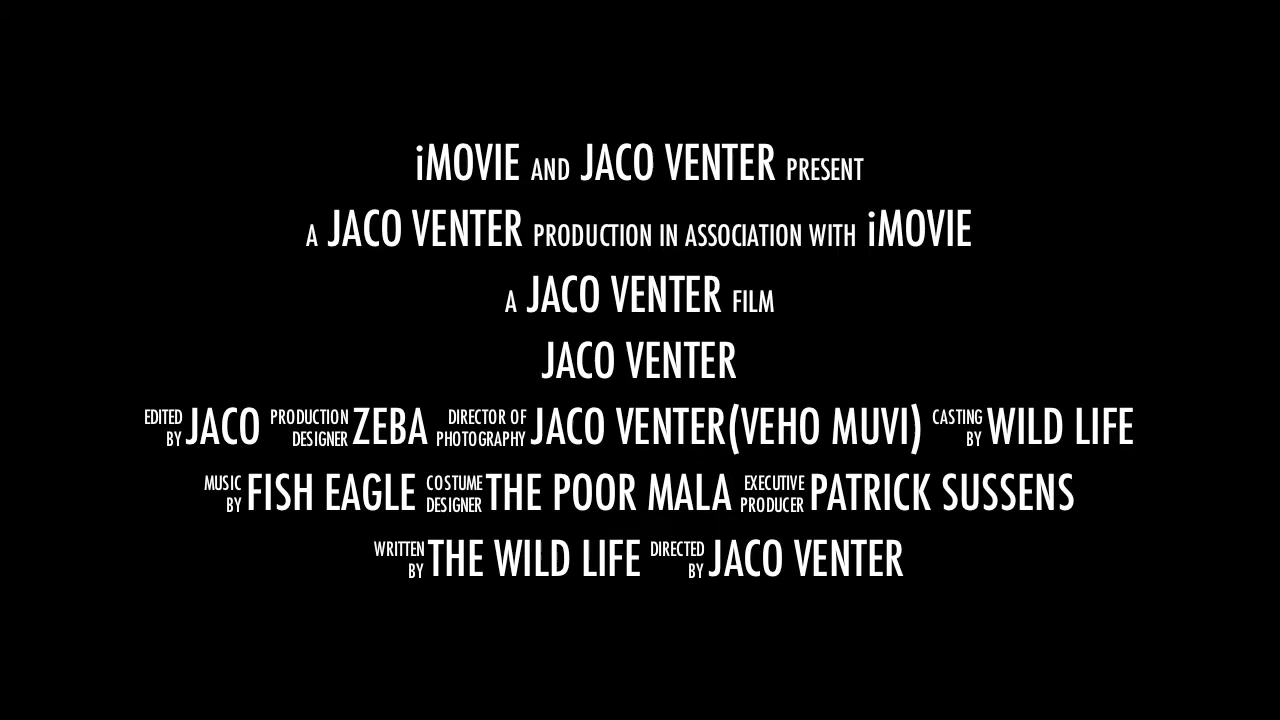 iMOVIE AND JACO VENTER PRESENT
A JACO VENTER PRODUCTION IN ASSOCIATION WITH iMOVIE
A JACO VENTER FILM
JACO VENTER
EDITED BY JACO PRODUCTION DESIGNER ZEBA DIRECTOR OF PHOTOGRAPHY JACO VENTER(VEHO MUVI) CASTING BY WILD LIFE
MUSIC BY FISH EAGLE COSTUME DESIGNER THE POOR MALA EXECUTIVE PRODUCER PATRICK SUSSENS
WRITTEN BY THE WILD LIFE DIRECTED BY JACO VENTER